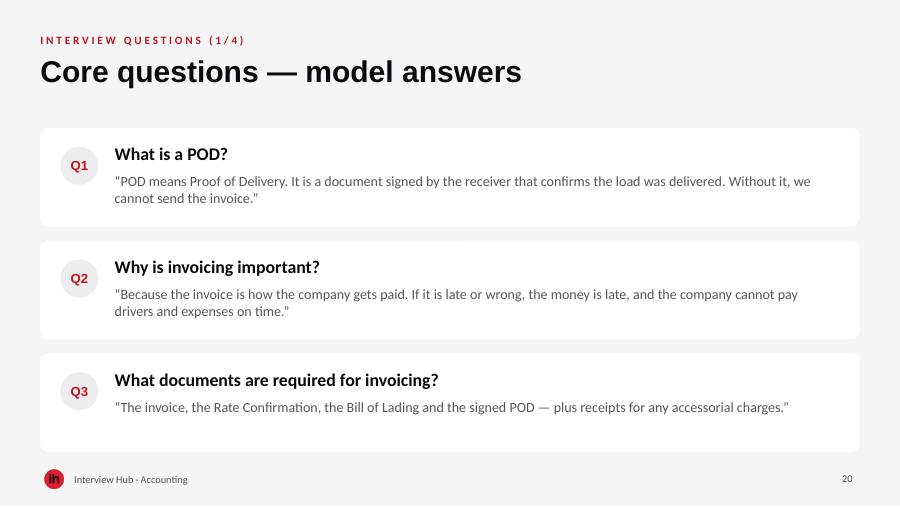 INTERVIEW QUESTIONS (1/4)
Core questions — model answers
Q1
What is a POD?
“POD means Proof of Delivery. It is a document signed by the receiver that confirms the load was delivered. Without it, we
cannot send the invoice.”
Q2
Why is invoicing important?
“Because the invoice is how the company gets paid. If it is late or wrong, the money is late, and the company cannot pay
drivers and expenses on time.”
Q3
What documents are required for invoicing?
“The invoice, the Rate Confirmation, the Bill of Lading and the signed POD — plus receipts for any accessorial charges.”
ih
Interview Hub · Accounting
20